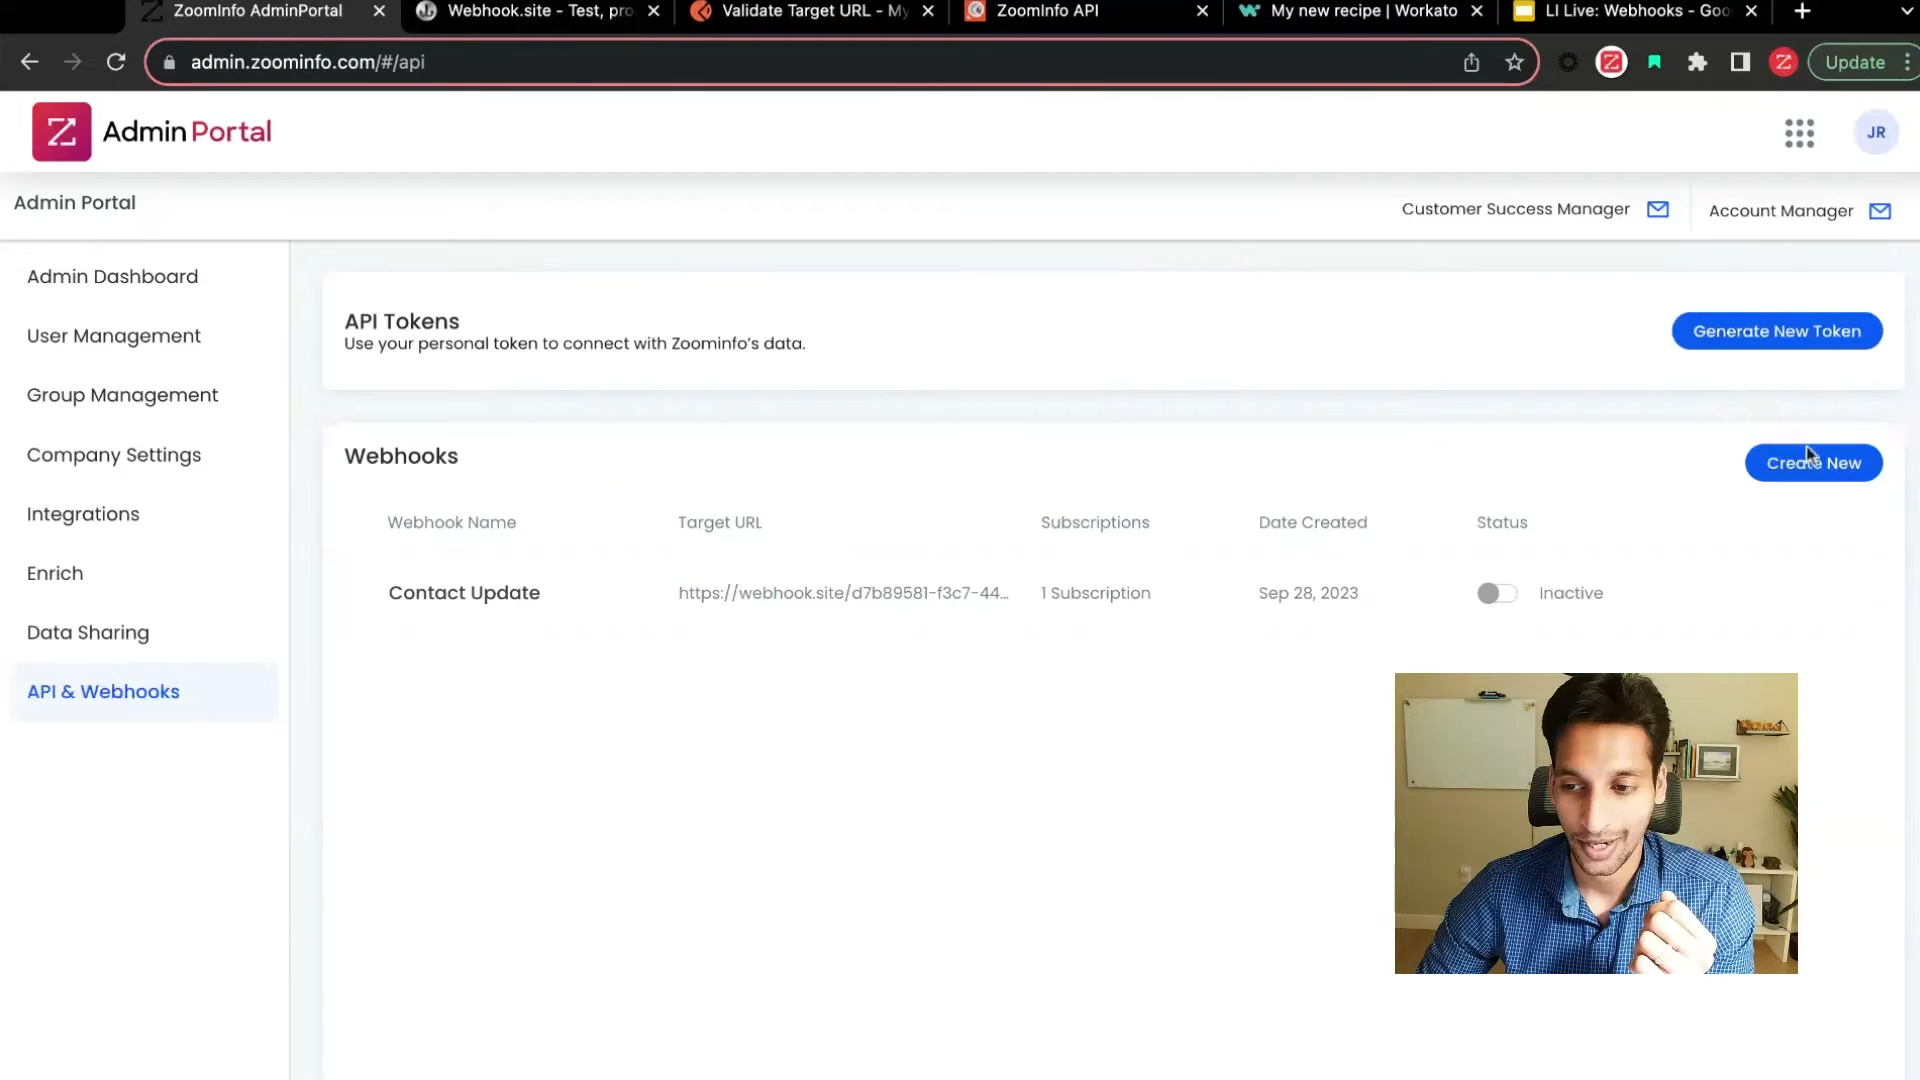 ZoomInfo AdminPortal
Webhook.site - Test, pro
Validate Target URL - My
ZoomInfo API
My new recipe | Workato
LI Live: Webhooks - Goo
admin.zoominfo.com/#/api
Update
Admin Portal
JR
Admin Portal
Customer Success Manager
Account Manager
Admin Dashboard
User Management
Group Management
Company Settings
Integrations
Enrich
Data Sharing
API & Webhooks
API Tokens
Use your personal token to connect with Zoominfo's data.
Generate New Token
Webhooks
Create New
Webhook Name Target URL Subscriptions Date Created Status
Contact Update https://webhook.site/d7b89581-f3c7-44... 1 Subscription Sep 28, 2023 Inactive